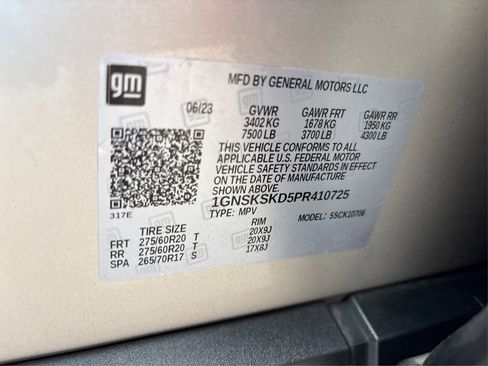 gm
MFD BY GENERAL MOTORS LLC
06/23 GVWR GAWR FRT GAWR RR
3402 KG 1678 KG 1950 KG
7500 LB 3700 LB 4300 LB
THIS VEHICLE CONFORMS TO ALL
APPLICABLE U.S. FEDERAL MOTOR
VEHICLE SAFETY STANDARDS IN EFFECT
ON THE DATE OF MANUFACTURE
SHOWN ABOVE.
1GNSKSKD5PR410725
317E TYPE: MPV MODEL: 5SCK10706
TIRE SIZE RIM
FRT 275/60R20 T 20X9J
RR 275/60R20 T 20X9J
SPA 265/70R17 S 17X8J